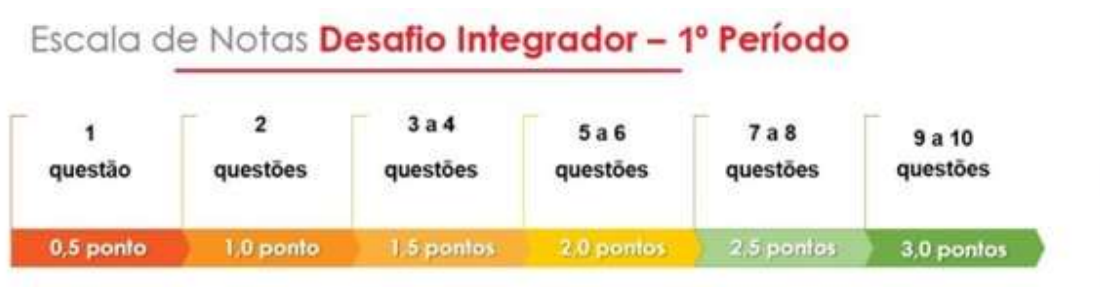 Escala de Notas Desafio Integrador – 1º Período
1
questão
2
questões
3 a 4
questões
5 a 6
questões
7 a 8
questões
9 a 10
questões
0,5 ponto
1,0 ponto
1,5 pontos
2,0 pontos
2,5 pontos
3,0 pontos